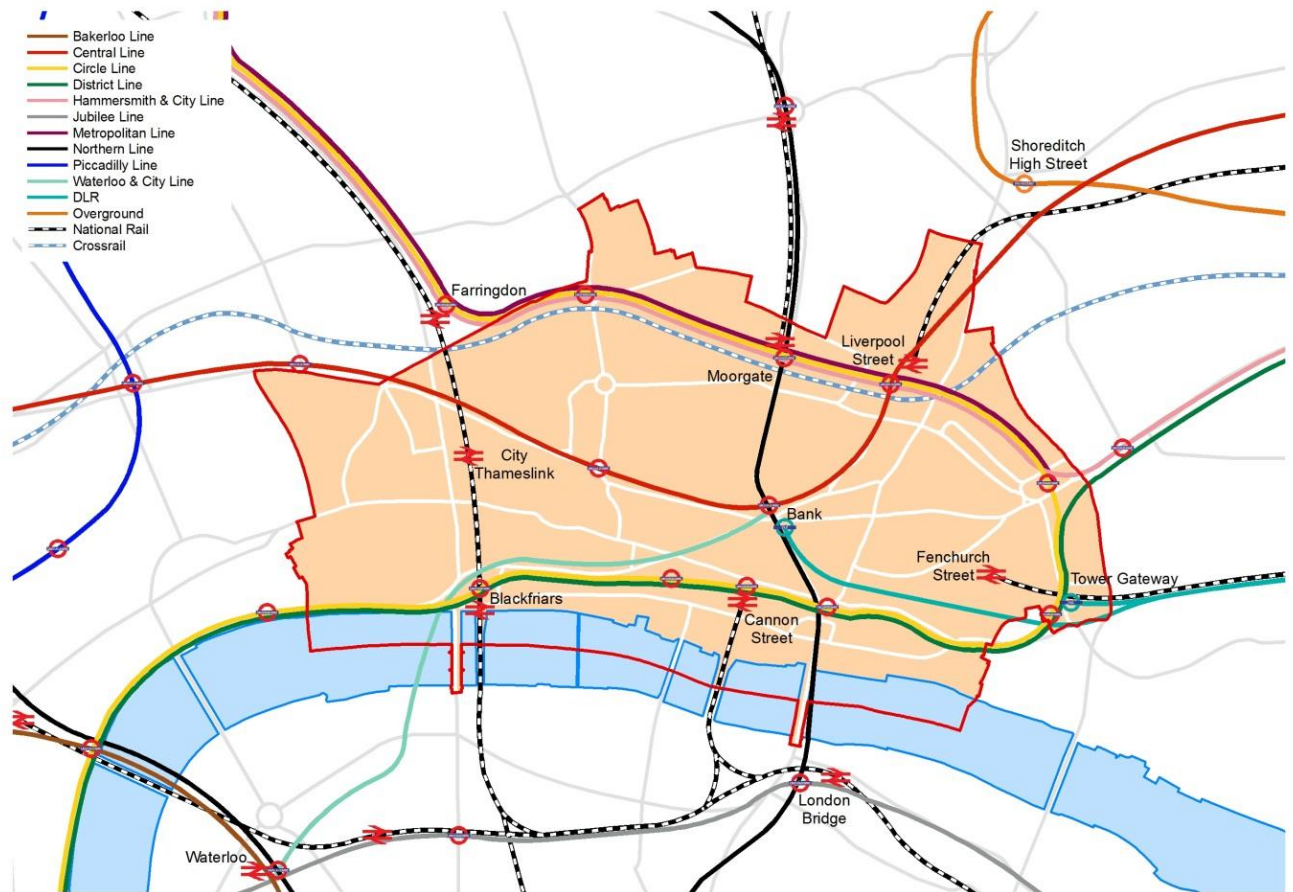 Bakerloo Line
Central Line
Circle Line
District Line
Hammersmith & City Line
Jubilee Line
Metropolitan Line
Northern Line
Piccadilly Line
Waterloo & City Line
DLR
Overground
National Rail
Crossrail
Shoreditch
High Street
Farringdon
Liverpool
Street
Moorgate
City
Thameslink
Bank
Fenchurch
Street
Tower Gateway
Blackfriars
Cannon
Street
London
Bridge
Waterloo